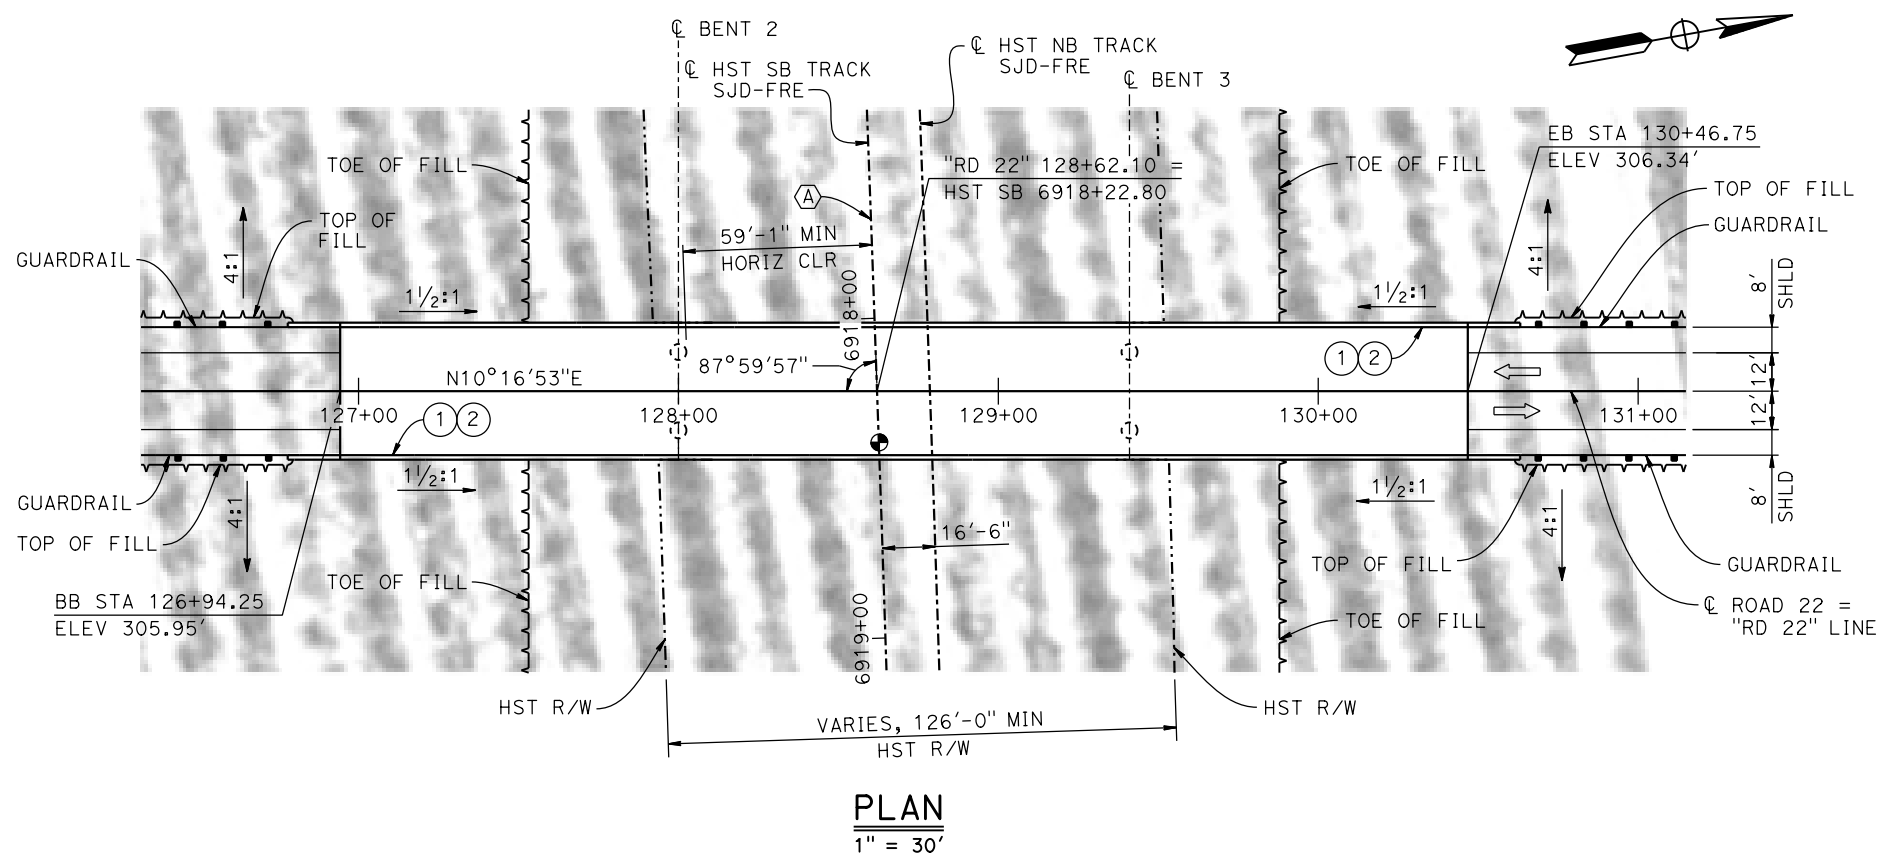 ℄ BENT 2
℄ HST SB TRACK
SJD-FRE
℄ HST NB TRACK
SJD-FRE
℄ BENT 3
EB STA 130+46.75
ELEV 306.34'
"RD 22" 128+62.10 =
HST SB 6918+22.80
TOE OF FILL
TOE OF FILL
TOP OF FILL
GUARDRAIL
A
TOP OF
FILL
GUARDRAIL
4:1
59'-1" MIN
HORIZ CLR
4:1
8'
SHLD
1½:1
1½:1
6918+00
87°59'57"
1 2
N10°16'53"E
12'
127+00
1 2
128+00
129+00
130+00
131+00
12'
1½:1
1½:1
8'
SHLD
GUARDRAIL
4:1
4:1
TOP OF FILL
16'-6"
TOP OF FILL
GUARDRAIL
TOE OF FILL
BB STA 126+94.25
ELEV 305.95'
6919+00
TOE OF FILL
℄ ROAD 22 =
"RD 22" LINE
HST R/W
HST R/W
VARIES, 126'-0" MIN
HST R/W
PLAN
1" = 30'